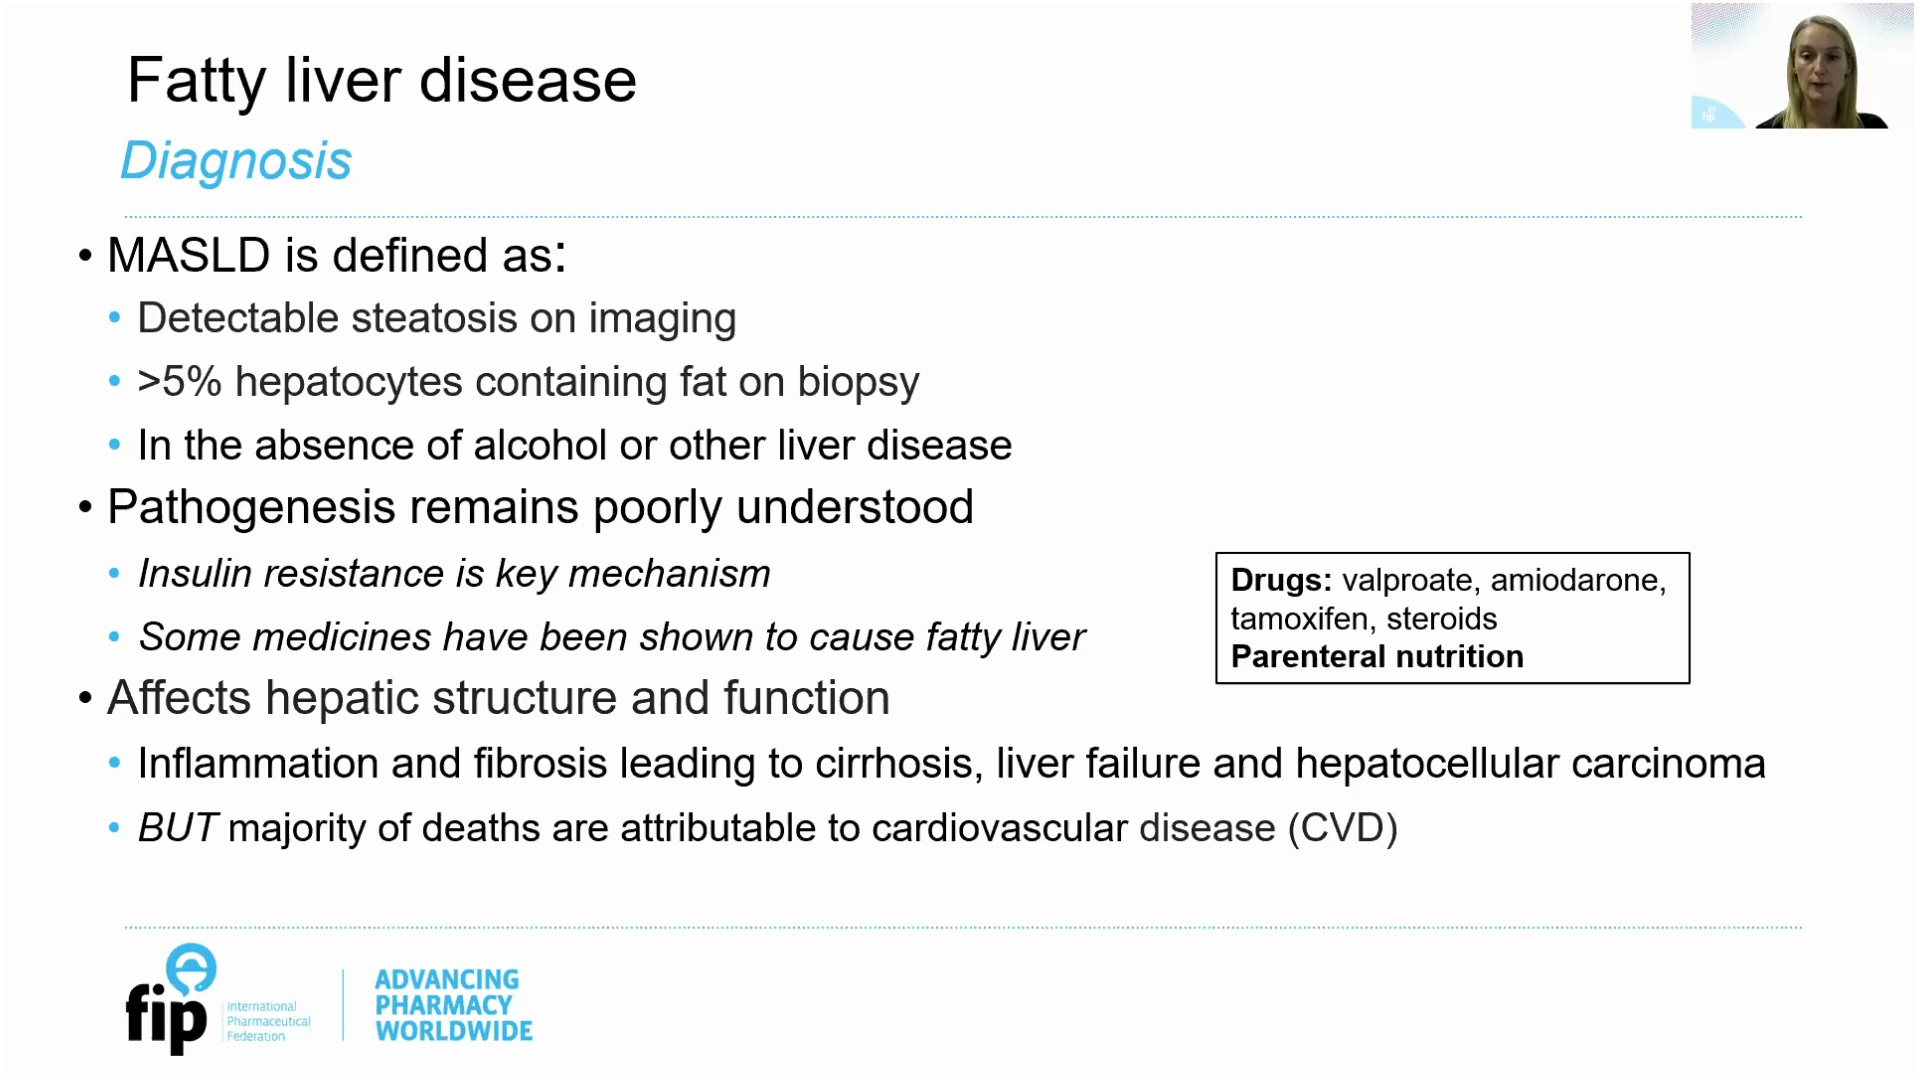 Fatty liver disease
Diagnosis
• MASLD is defined as:
• Detectable steatosis on imaging
• >5% hepatocytes containing fat on biopsy
• In the absence of alcohol or other liver disease
• Pathogenesis remains poorly understood
• Insulin resistance is key mechanism
• Some medicines have been shown to cause fatty liver
Drugs: valproate, amiodarone,
tamoxifen, steroids
Parenteral nutrition
• Affects hepatic structure and function
• Inflammation and fibrosis leading to cirrhosis, liver failure and hepatocellular carcinoma
• BUT majority of deaths are attributable to cardiovascular disease (CVD)
fip
International
Pharmaceutical
Federation
ADVANCING
PHARMACY
WORLDWIDE
fip